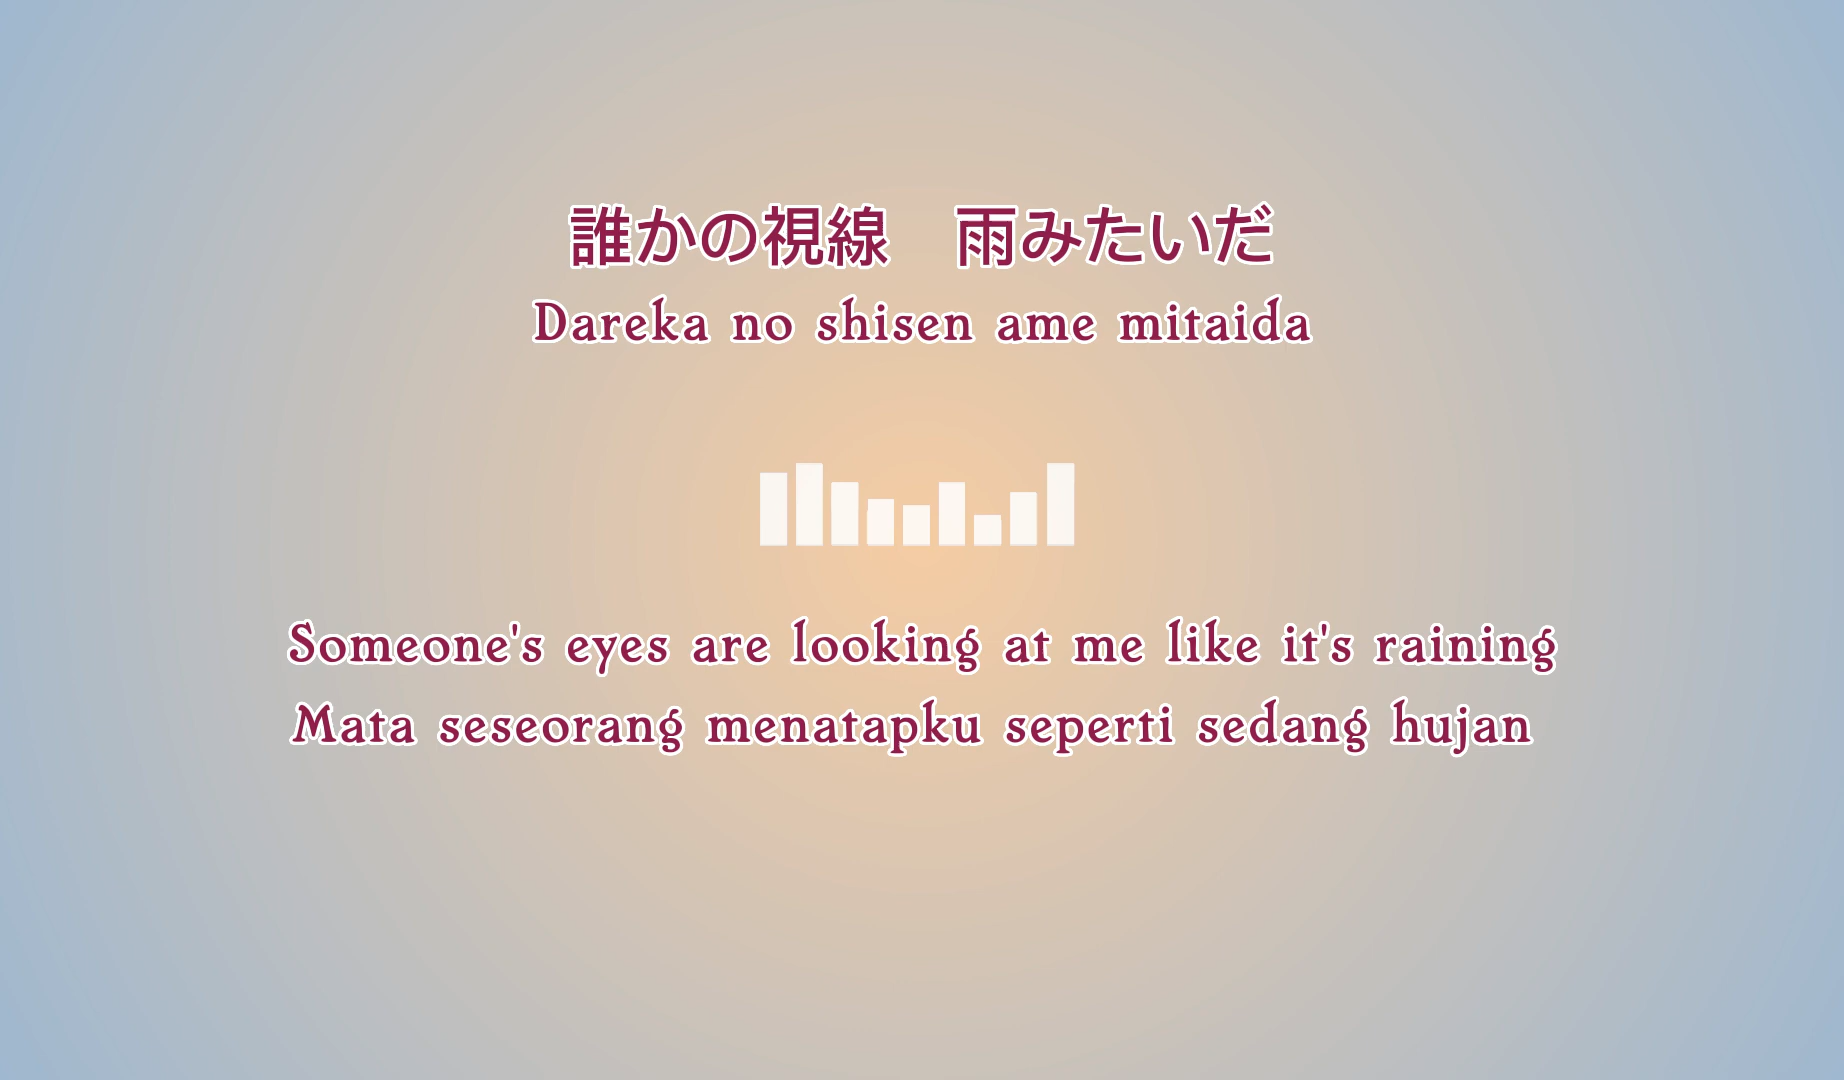 誰かの視線　雨みたいだ
Dareka no shisen ame mitaida
Someone's eyes are looking at me like it's raining
Mata seseorang menatapku seperti sedang hujan